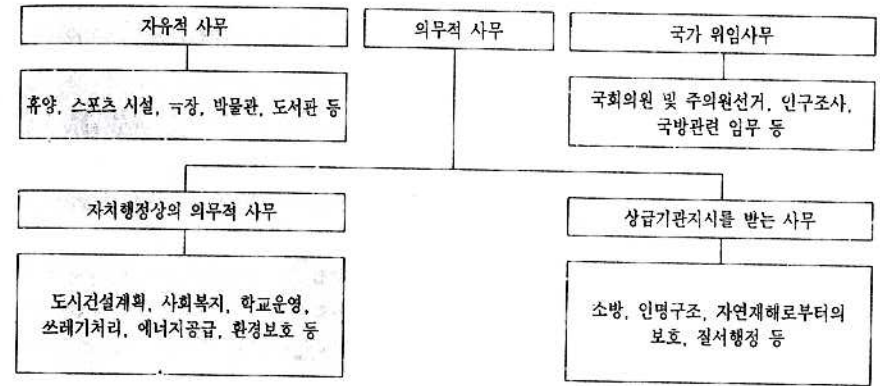 자유적 사무
의무적 사무
국가 위임사무
휴양, 스포츠 시설, 극장, 박물관, 도서관 등
국회의원 및 주의원선거, 인구조사,
국방관련 임무 등
자치행정상의 의무적 사무
상급기관지시를 받는 사무
도시건설계획, 사회복지, 학교운영,
쓰레기처리, 에너지공급, 환경보호 등
소방, 인명구조, 자연재해로부터의
보호, 질서행정 등